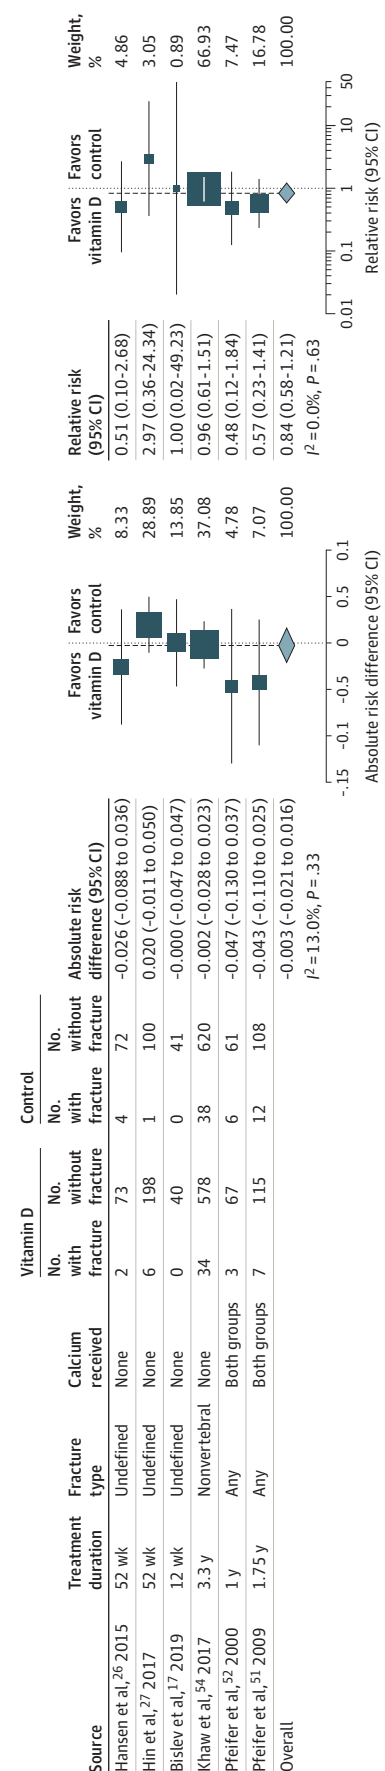 Vitamin D Control
Source Treatment duration Fracture type Calcium received No. with fracture No. without fracture No. with fracture No. without fracture Absolute risk difference (95% CI) Favors vitamin D Favors control Weight, % Relative risk (95% CI) Favors vitamin D Favors control Weight, %
Hansen et al,26 2015 52 wk Undefined None 2 73 4 72 -0.026 (-0.088 to 0.036) 8.33 0.51 (0.10-2.68) 4.86
Hin et al,27 2017 52 wk Undefined None 6 198 1 100 0.020 (-0.011 to 0.050) 28.89 2.97 (0.36-24.34) 3.05
Bislev et al,17 2019 12 wk Undefined None 0 40 0 41 -0.000 (-0.047 to 0.047) 13.85 1.00 (0.02-49.23) 0.89
Khaw et al,54 2017 3.3 y Nonvertebral None 34 578 38 620 -0.002 (-0.028 to 0.023) 37.08 0.96 (0.61-1.51) 66.93
Pfeifer et al,52 2000 1 y Any Both groups 3 67 6 61 -0.047 (-0.130 to 0.037) 4.78 0.48 (0.12-1.84) 7.47
Pfeifer et al,51 2009 1.75 y Any Both groups 7 115 12 108 -0.043 (-0.110 to 0.025) 7.07 0.57 (0.23-1.41) 16.78
Overall -0.003 (-0.021 to 0.016) 100.00 0.84 (0.58-1.21) 100.00
I2 = 13.0%, P = .33 I2 = 0.0%, P = .63
-.15 -0.1 -0.5 0 0.5 0.1 0.01 0.1 1 10 50
Absolute risk difference (95% CI) Relative risk (95% CI)